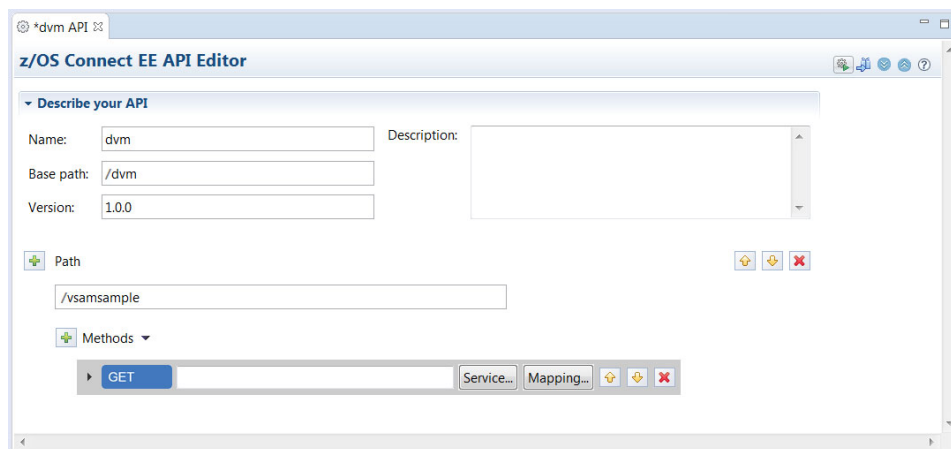 *dvm API
z/OS Connect EE API Editor
Describe your API
Name: dvm Description:
Base path: /dvm
Version: 1.0.0
Path
/vsamsample
Methods
GET Service... Mapping...